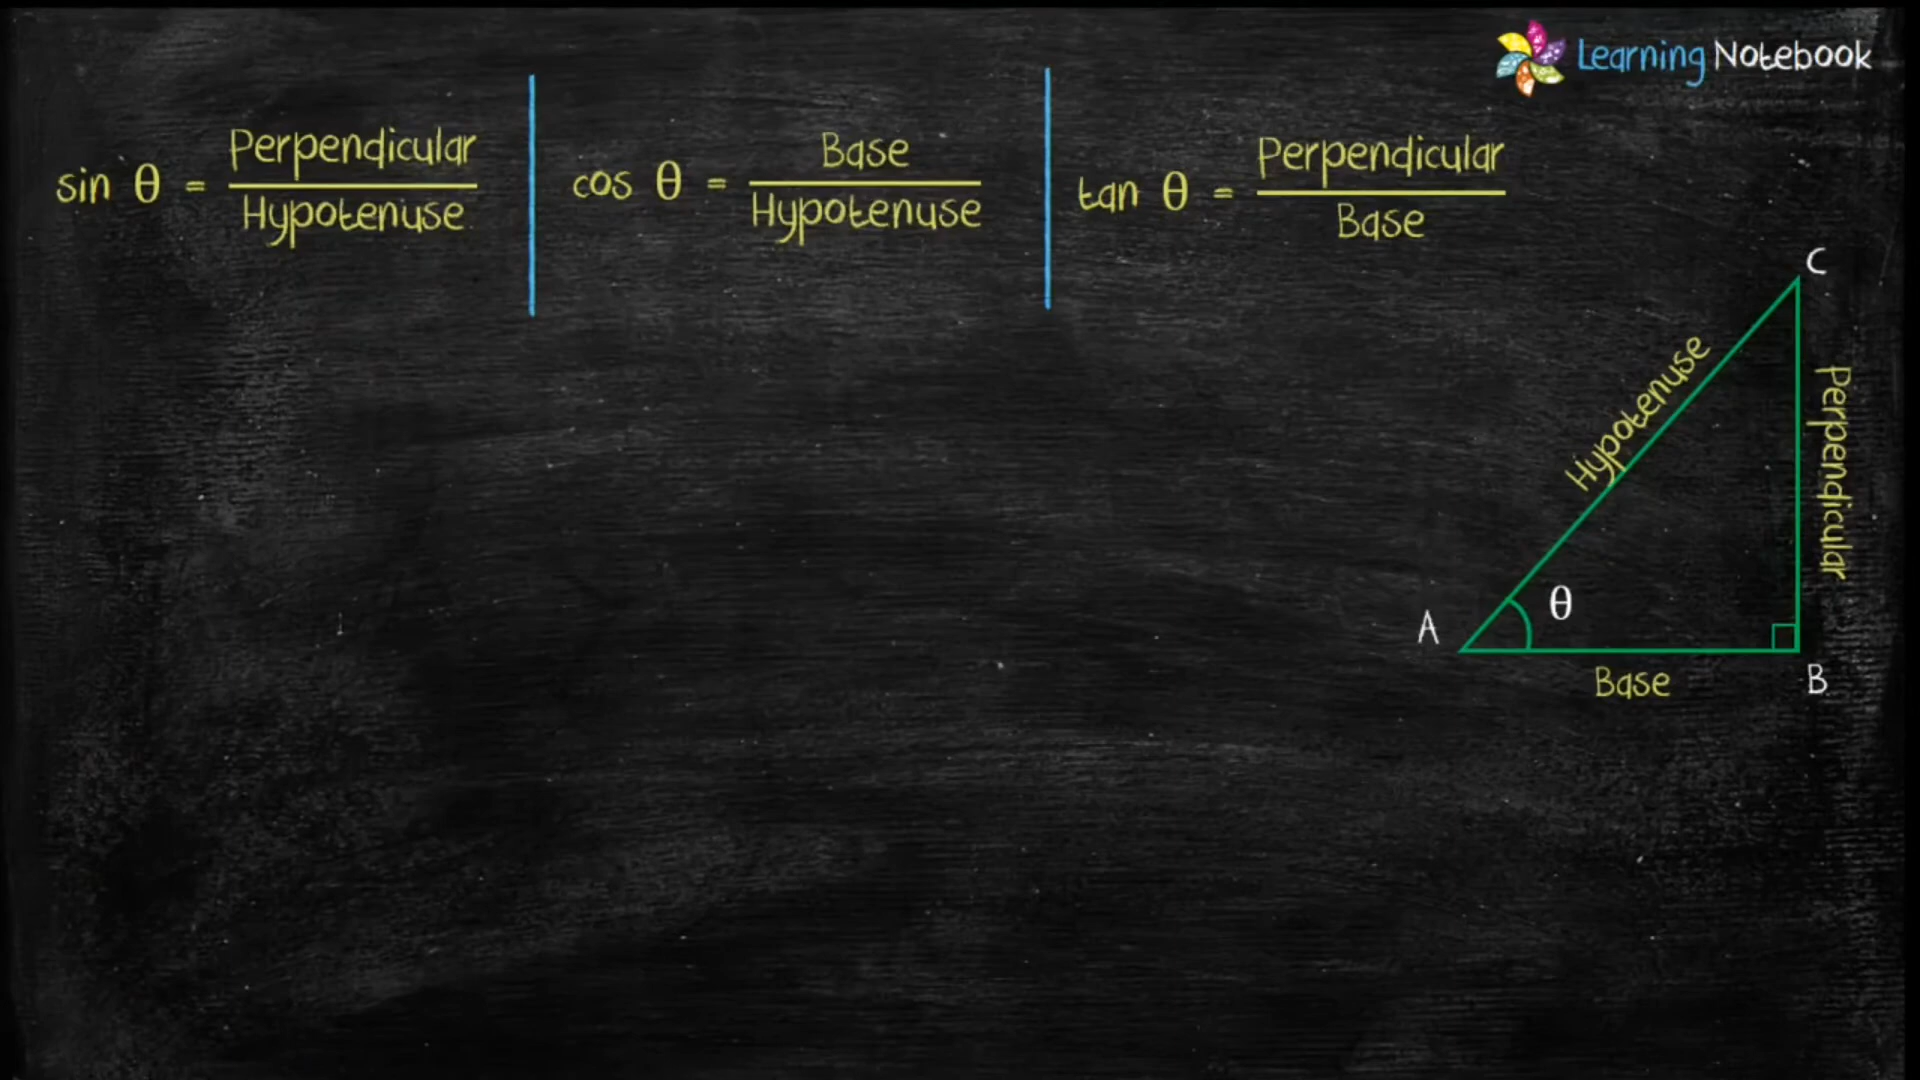 Learning Notebook
sin θ = Perpendicular / Hypotenuse
cos θ = Base / Hypotenuse
tan θ = Perpendicular / Base
C
Hypotenuse
Perpendicular
θ
A
Base
B